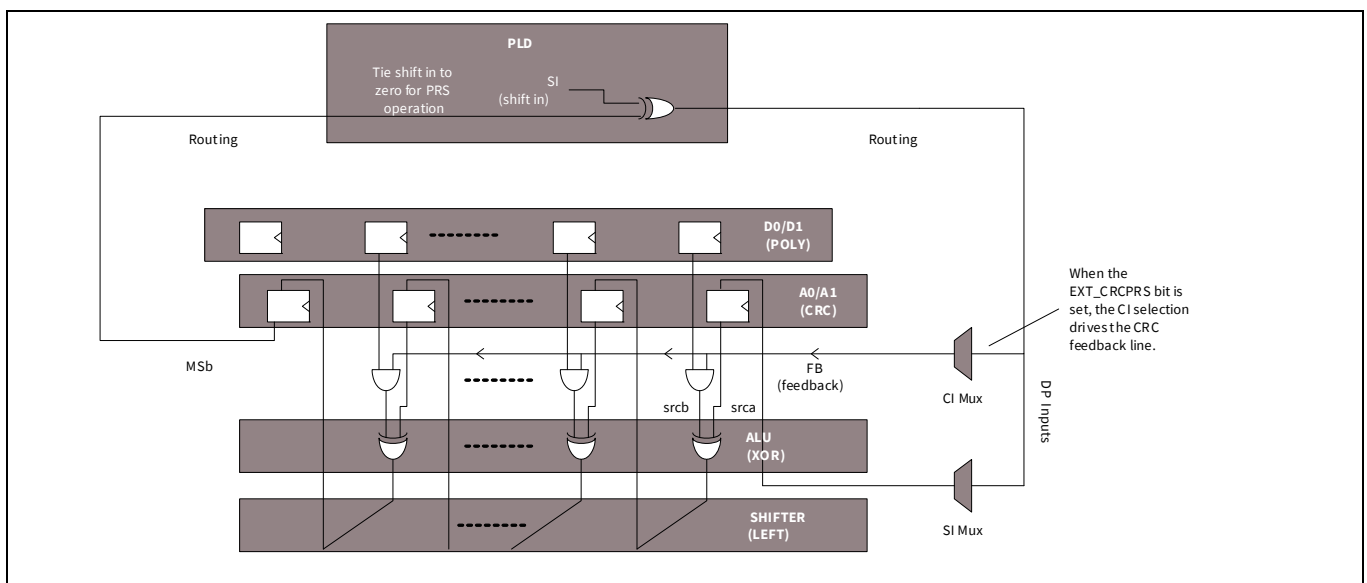 PLD
Tie shift in to
zero for PRS
operation
SI
(shift in)
Routing
Routing
D0/D1
(POLY)
A0/A1
(CRC)
When the
EXT_CRCPRS bit is
set, the CI selection
drives the CRC
feedback line.
MSb
FB
(feedback)
CI Mux
DP Inputs
srcb
srca
ALU
(XOR)
SHIFTER
(LEFT)
SI Mux